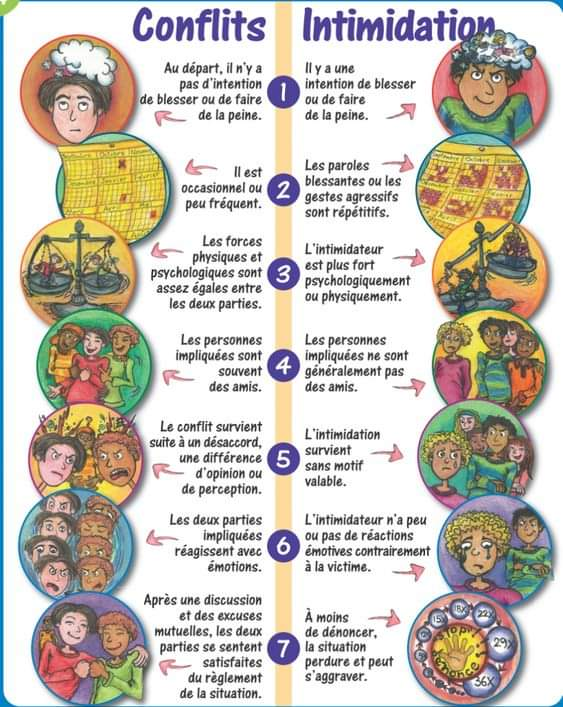 Conflits
Intimidation
Au départ, il n'y a
pas d'intention
de blesser ou de faire
de la peine.
1
Il y a une
intention de blesser
ou de faire
de la peine.
Il est
occasionnel ou
peu fréquent.
2
Les paroles
blessantes ou les
gestes agressifs
sont répétitifs.
Les forces
physiques et
psychologiques sont
assez égales entre
les deux parties.
3
L'intimidateur
est plus fort
psychologiquement
ou physiquement.
Les personnes
impliquées sont
souvent
des amis.
4
Les personnes
impliquées ne sont
généralement pas
des amis.
Le conflit survient
suite à un désaccord,
une différence
d'opinion ou
de perception.
5
L'intimidation
survient
sans motif
valable.
Les deux parties
impliquées
réagissent avec
émotions.
6
L'intimidateur n'a peu
ou pas de réactions
émotives contrairement
à la victime.
Après une discussion
et des excuses
mutuelles, les deux
parties se sentent
satisfaites
du règlement
de la situation.
7
À moins
de dénoncer,
la situation
perdure et peut
s'aggraver.
15X
18X
22X
29X
36X
Stop!
dénonce